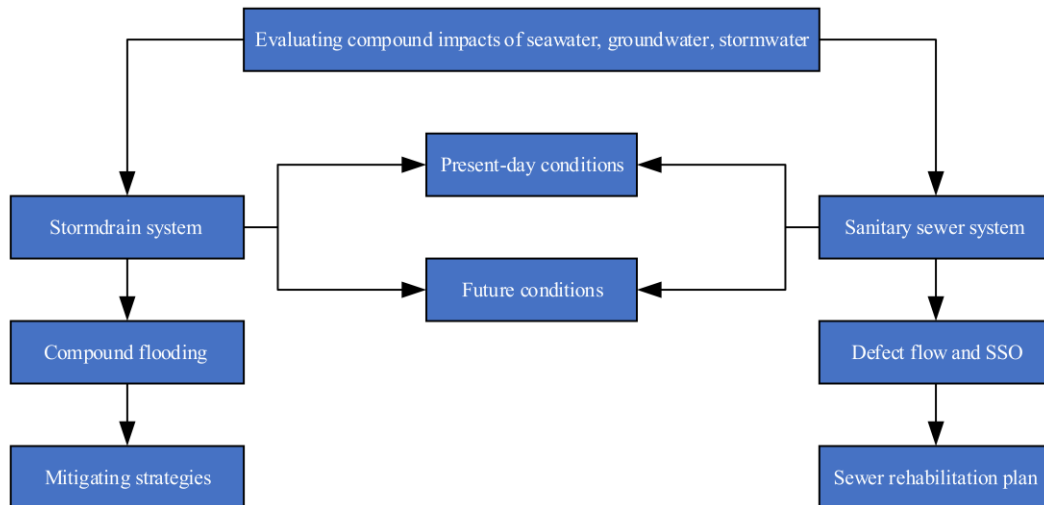 Evaluating compound impacts of seawater, groundwater, stormwater
Present-day conditions
Stormdrain system
Sanitary sewer system
Future conditions
Compound flooding
Defect flow and SSO
Mitigating strategies
Sewer rehabilitation plan